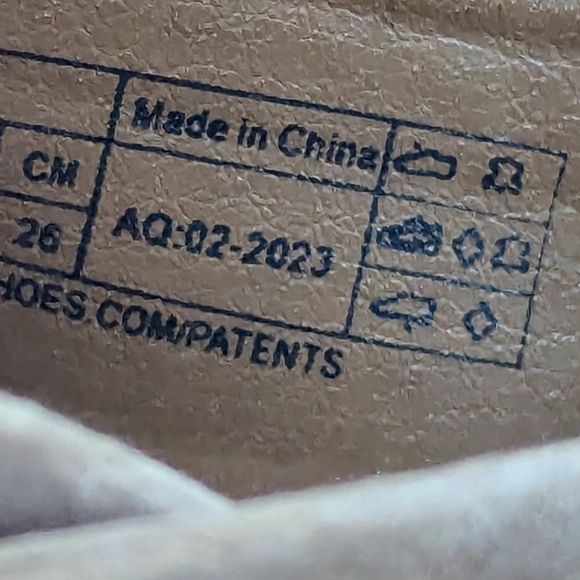 Made in China
CM
26
AQ:02-2023
HOES.COM/PATENTS